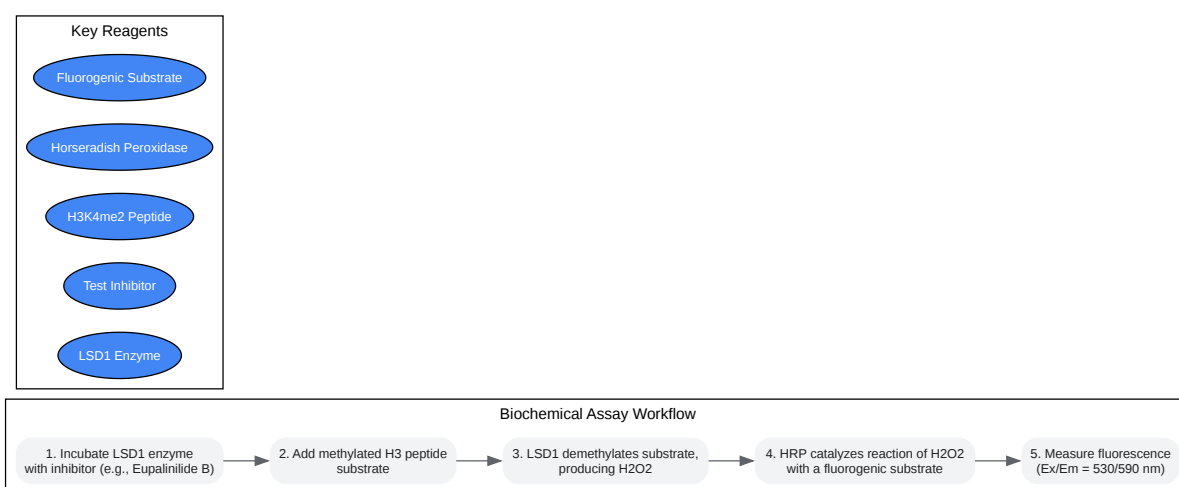 Key Reagents
Fluorogenic Substrate
Horseradish Peroxidase
H3K4me2 Peptide
Test Inhibitor
LSD1 Enzyme
Biochemical Assay Workflow
1. Incubate LSD1 enzyme
with inhibitor (e.g., Eupalinilide B)
2. Add methylated H3 peptide
substrate
3. LSD1 demethylates substrate,
producing H2O2
4. HRP catalyzes reaction of H2O2
with a fluorogenic substrate
5. Measure fluorescence
(Ex/Em = 530/590 nm)